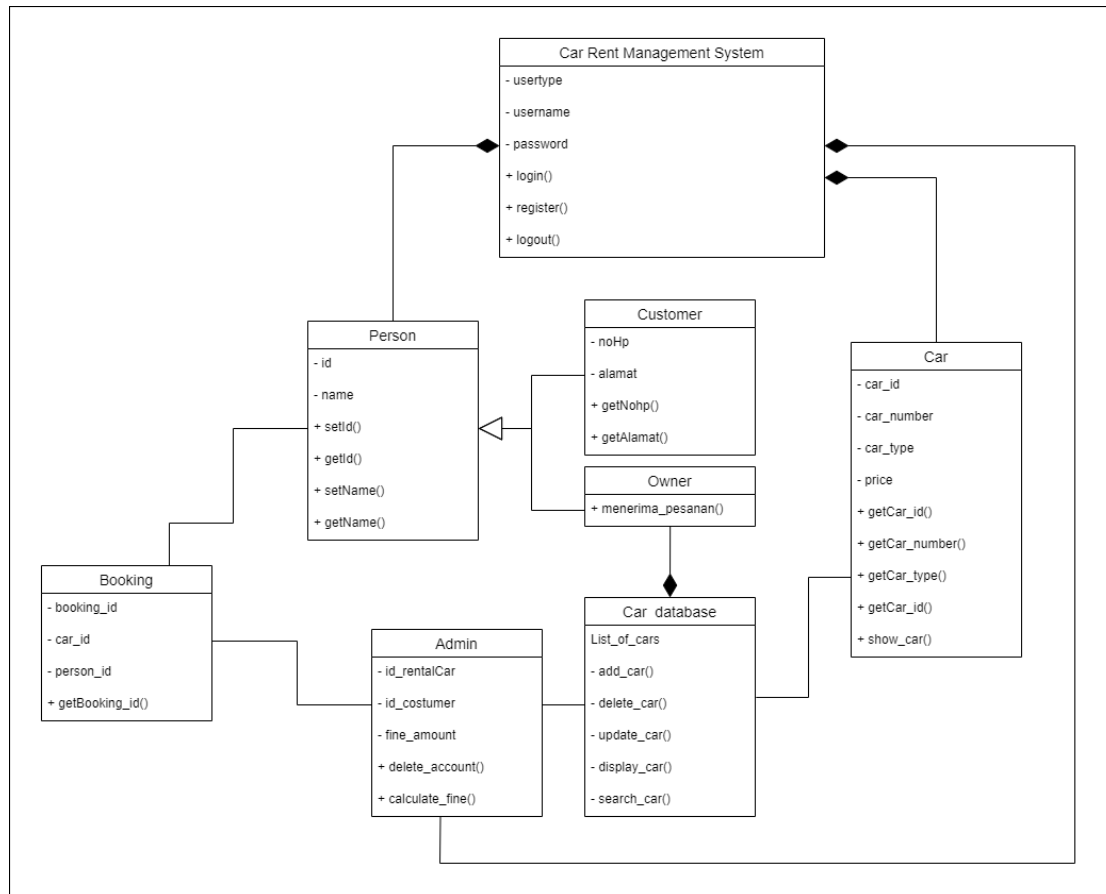 Car Rent Management System
- usertype
- username
- password
+ login()
+ register()
+ logout()
Customer
- noHp
- alamat
+ getNohp()
+ getAlamat()
Person
- id
- name
+ setId()
+ getId()
+ setName()
+ getName()
Car
- car_id
- car_number
- car_type
- price
+ getCar_id()
+ getCar_number()
+ getCar_type()
+ getCar_id()
+ show_car()
Owner
+ menerima_pesanan()
Booking
- booking_id
- car_id
- person_id
+ getBooking_id()
Admin
- id_rentalCar
- id_costumer
- fine_amount
+ delete_account()
+ calculate_fine()
Car_database
List_of_cars
- add_car()
- delete_car()
- update_car()
- display_car()
- search_car()